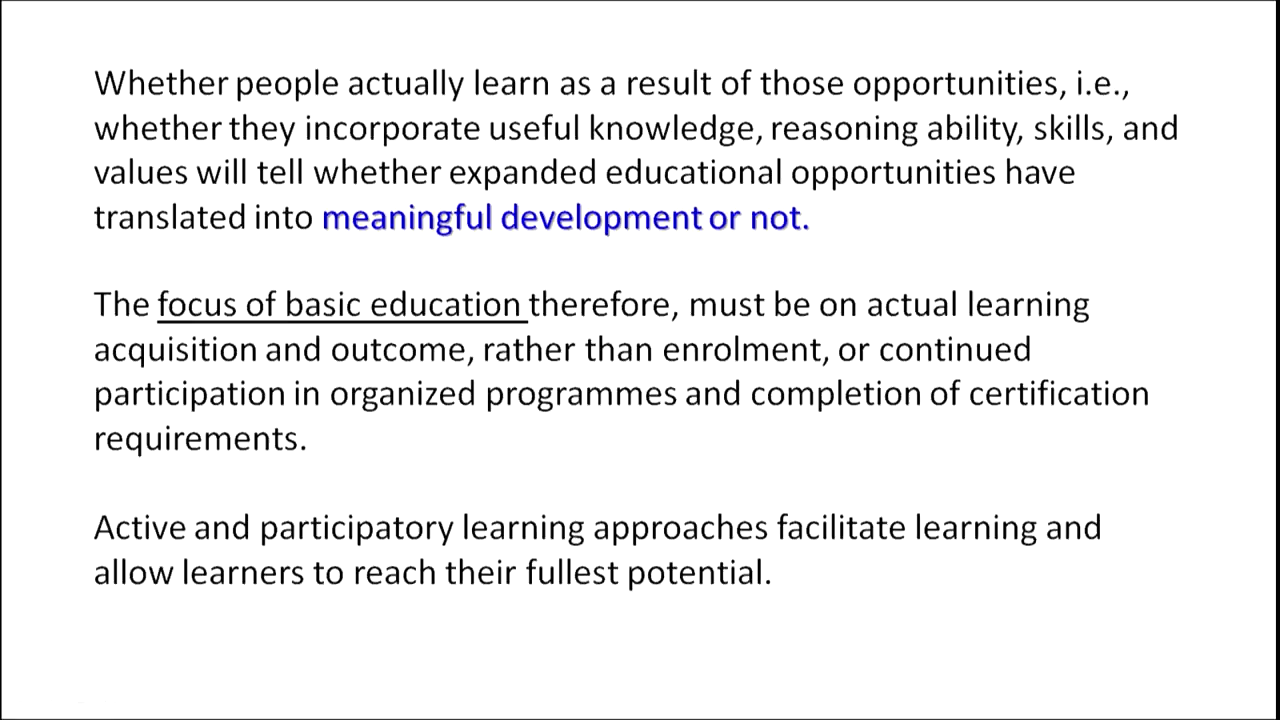 Whether people actually learn as a result of those opportunities, i.e.,
whether they incorporate useful knowledge, reasoning ability, skills, and
values will tell whether expanded educational opportunities have
translated into meaningful development or not.
The focus of basic education therefore, must be on actual learning
acquisition and outcome, rather than enrolment, or continued
participation in organized programmes and completion of certification
requirements.
Active and participatory learning approaches facilitate learning and
allow learners to reach their fullest potential.